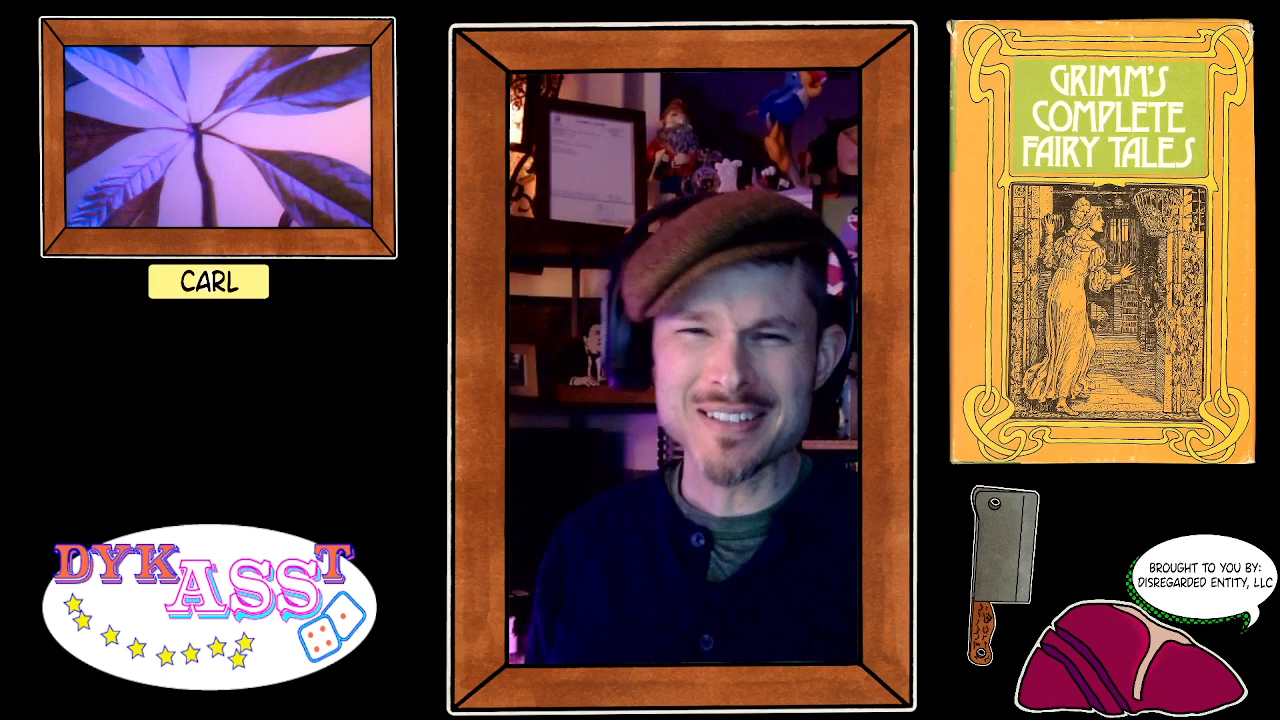 CARL
DYKASST
GRIMM'S
COMPLETE
FAIRY TALES
BROUGHT TO YOU BY:
DISREGARDED ENTITY, LLC